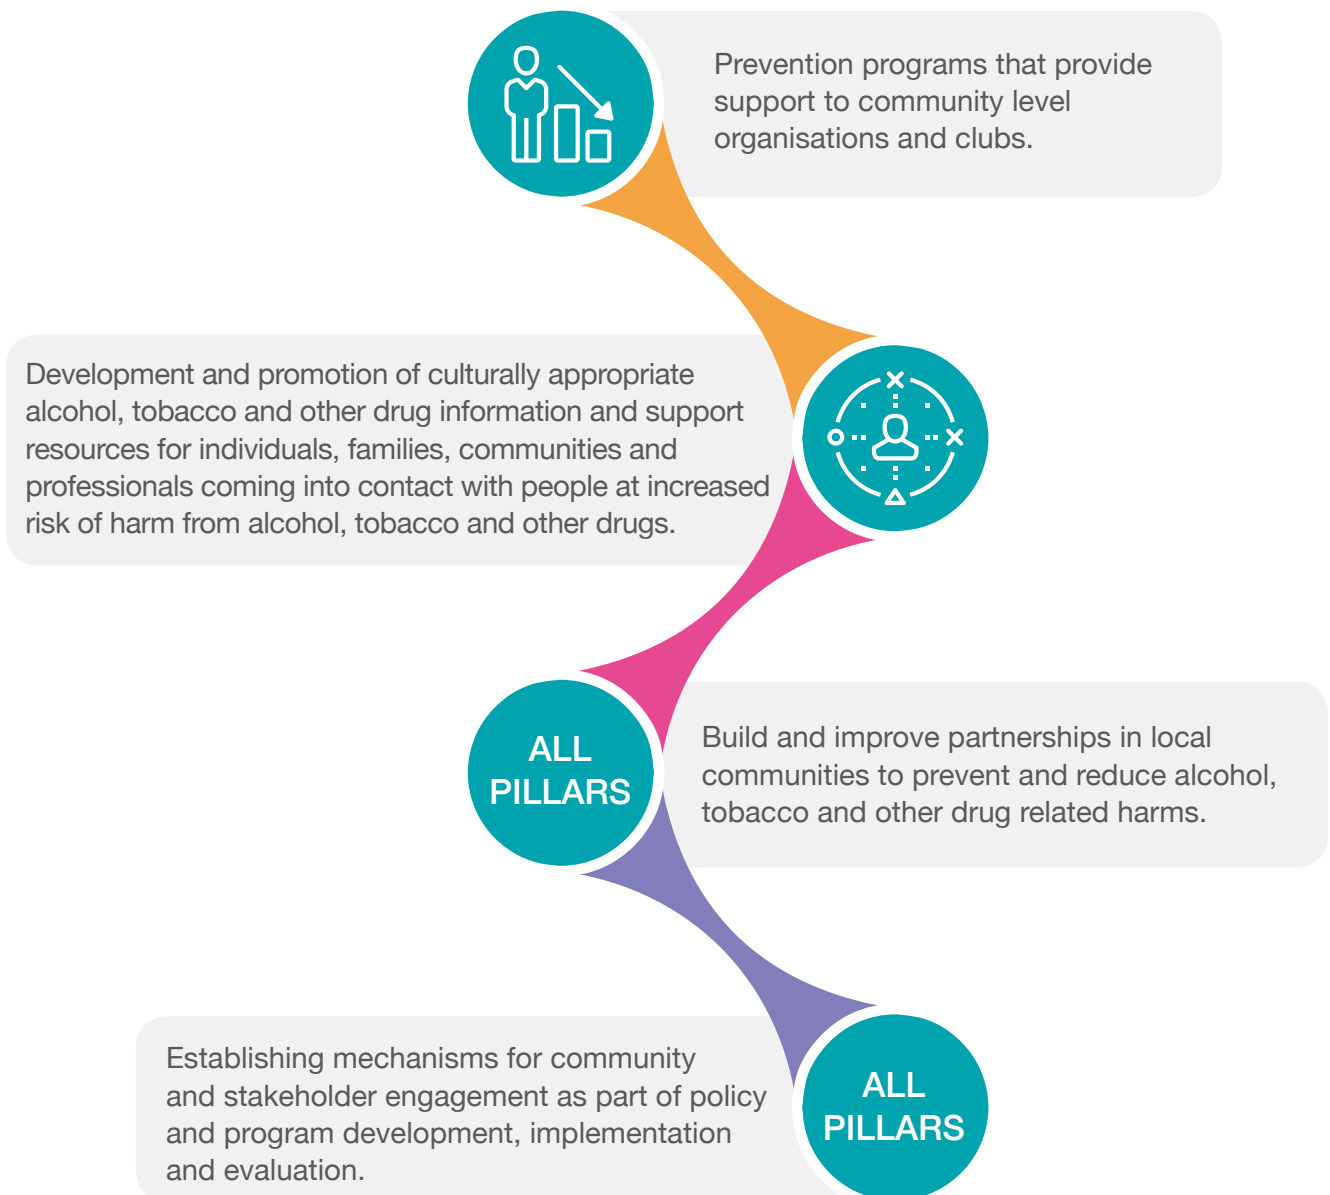 Prevention programs that provide
support to community level
organisations and clubs.
Development and promotion of culturally appropriate
alcohol, tobacco and other drug information and support
resources for individuals, families, communities and
professionals coming into contact with people at increased
risk of harm from alcohol, tobacco and other drugs.
ALL
PILLARS
Build and improve partnerships in local
communities to prevent and reduce alcohol,
tobacco and other drug related harms.
Establishing mechanisms for community
and stakeholder engagement as part of policy
and program development, implementation
and evaluation.
ALL
PILLARS